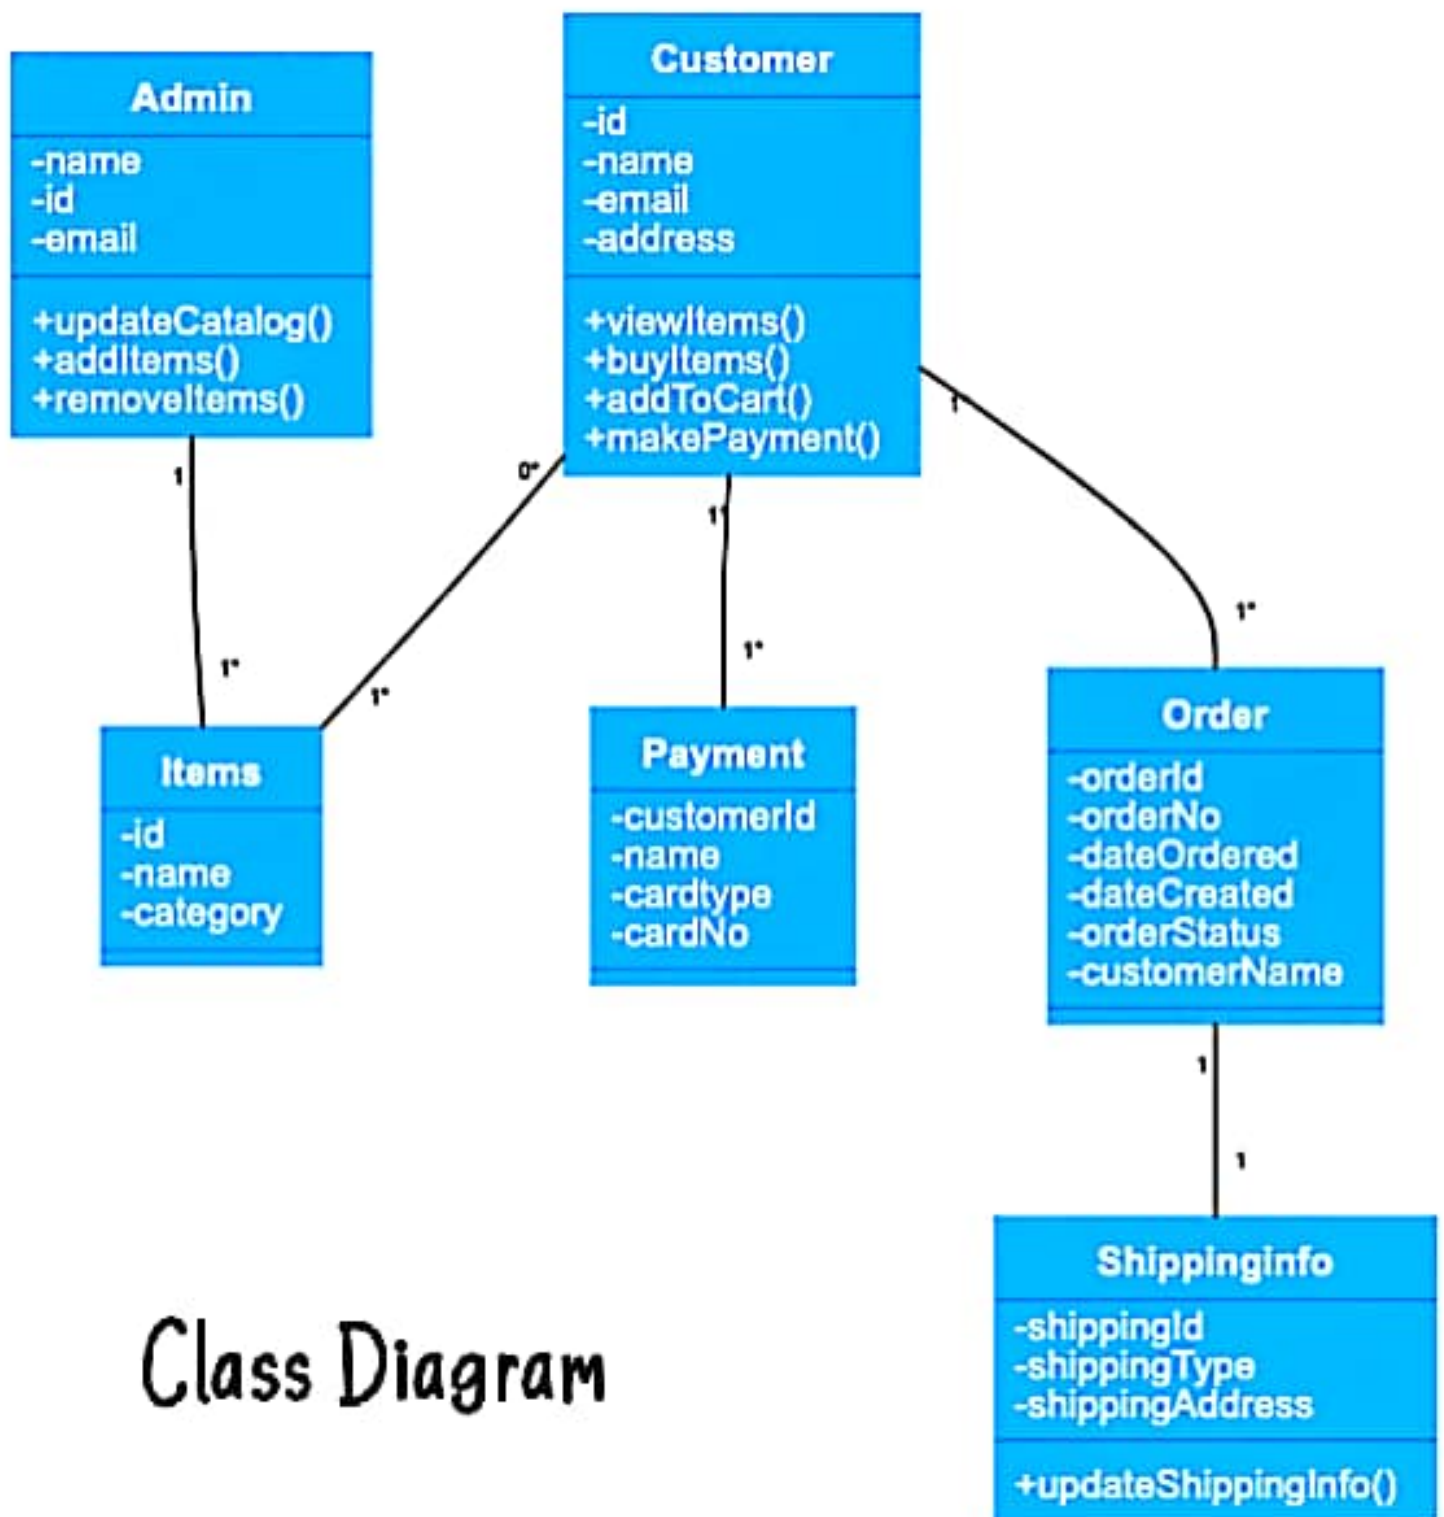 Admin
-name
-id
-email
+updateCatalog()
+addItems()
+removeItems()
Customer
-id
-name
-email
-address
+viewItems()
+buyItems()
+addToCart()
+makePayment()
1
1*
0*
1*
1*
1
1*
Items
-id
-name
-category
Payment
-customerId
-name
-cardtype
-cardNo
Order
-orderId
-orderNo
-dateOrdered
-dateCreated
-orderStatus
-customerName
1
1
Shippinginfo
-shippingId
-shippingType
-shippingAddress
+updateShippingInfo()
Class Diagram